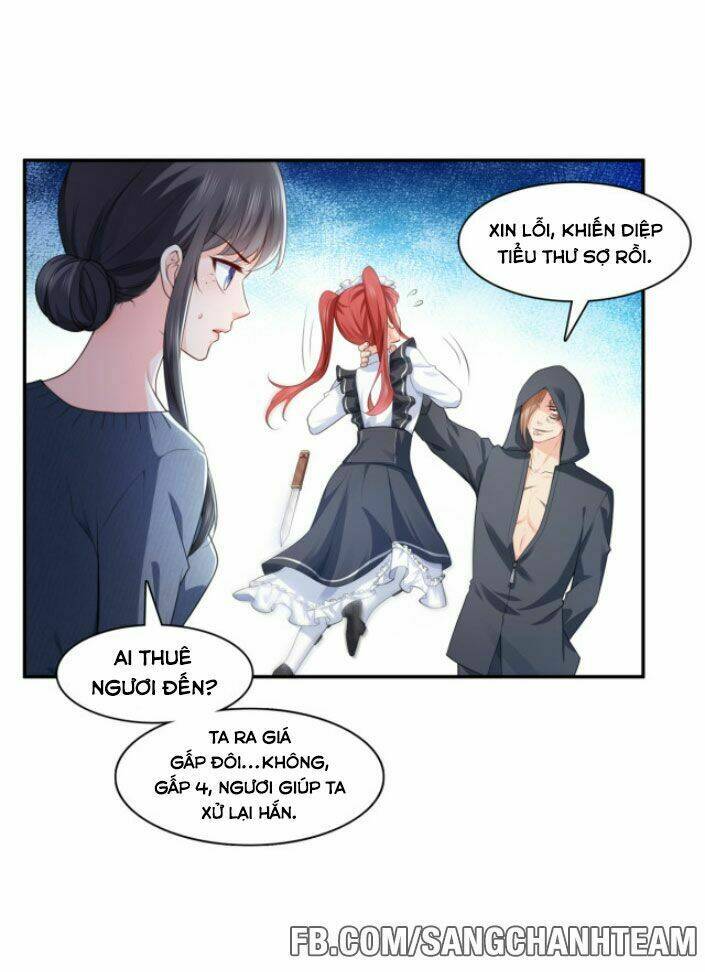 XIN LỖI, KHIẾN DIỆP
TIỂU THƯ SỢ RỒI.
AI THUÊ
NGƯƠI ĐẾN?
TA RA GIÁ
GẤP ĐÔI...KHÔNG,
GẤP 4, NGƯƠI GIÚP TA
XỬ LẠI HẮN.
FB.COM/SANGCHANHTEAM